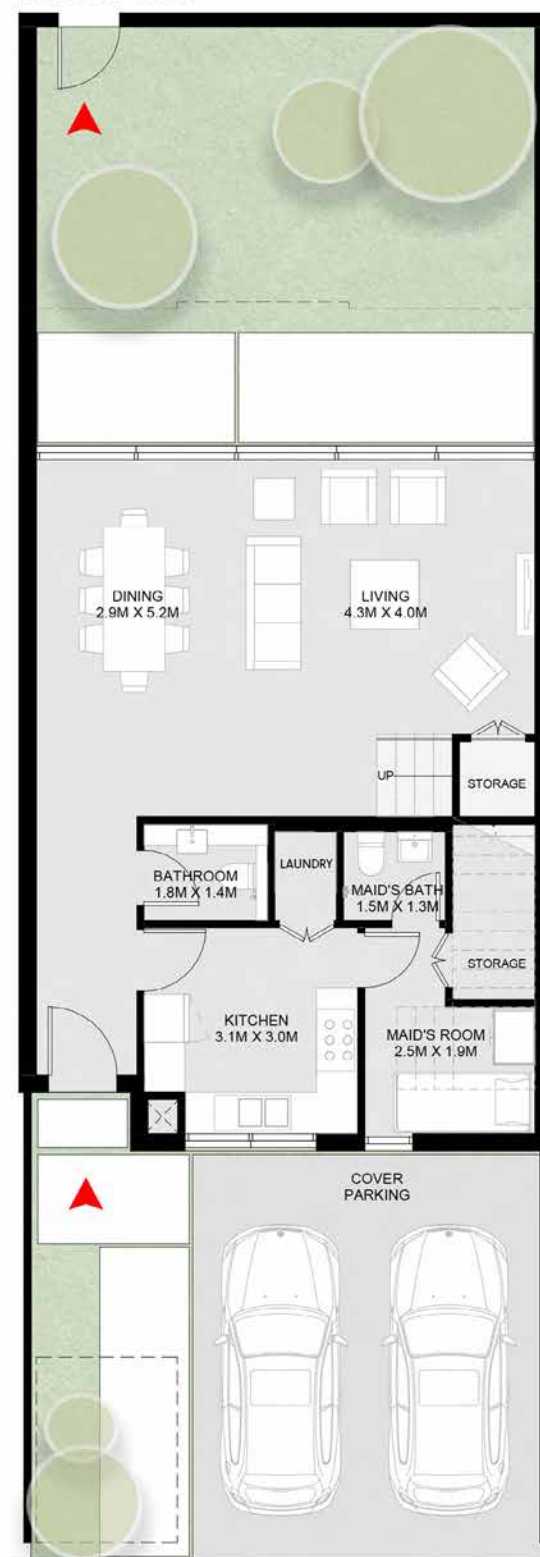 DINING
2.9M X 5.2M
LIVING
4.3M X 4.0M
UP
STORAGE
BATHROOM
1.8M X 1.4M
LAUNDRY
MAID'S BATH
1.5M X 1.3M
STORAGE
KITCHEN
3.1M X 3.0M
MAID'S ROOM
2.5M X 1.9M
COVER
PARKING